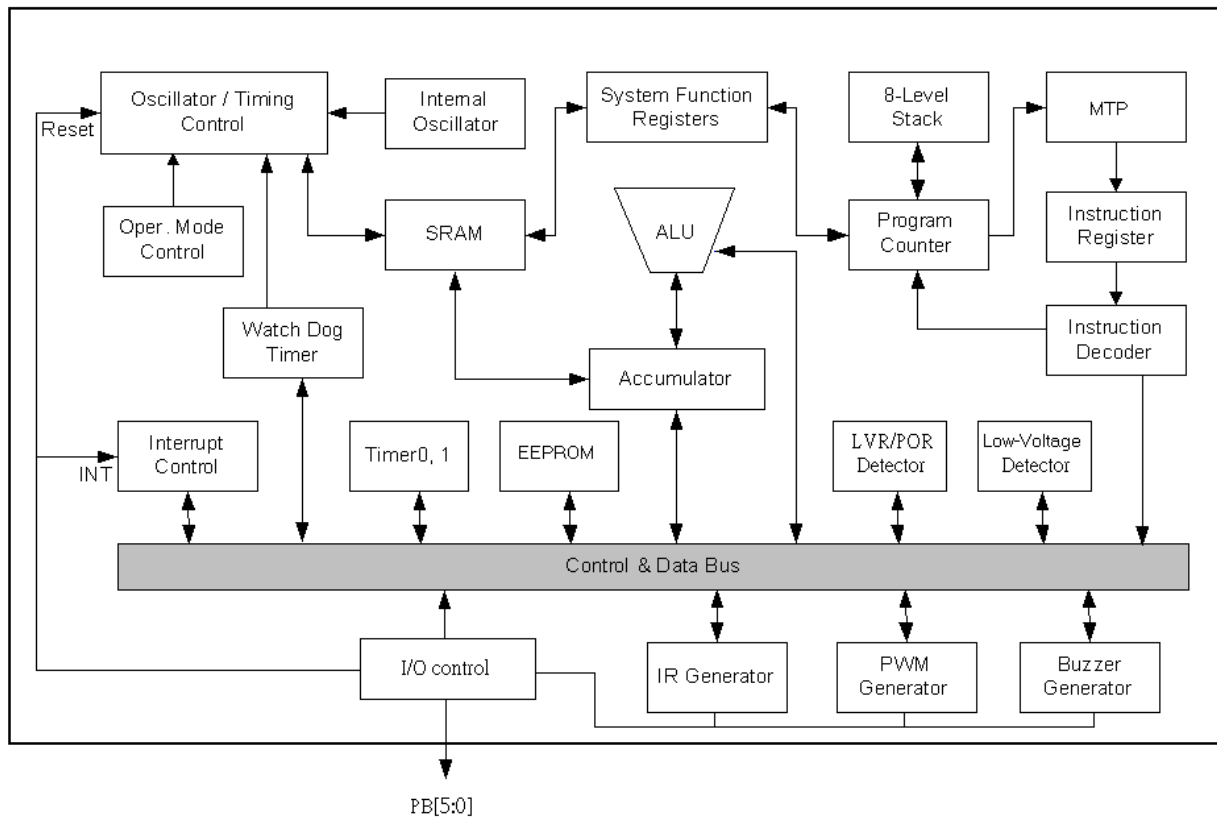 Oscillator / Timing
Control
Internal
Oscillator
System Function
Registers
8-Level
Stack
MTP
Reset
Oper. Mode
Control
SRAM
ALU
Program
Counter
Instruction
Register
Watch Dog
Timer
Accumulator
Instruction
Decoder
Interrupt
Control
INT
Timer0, 1
EEPROM
LVR/POR
Detector
Low-Voltage
Detector
Control & Data Bus
I/O control
IR Generator
PWM
Generator
Buzzer
Generator
PB[5:0]